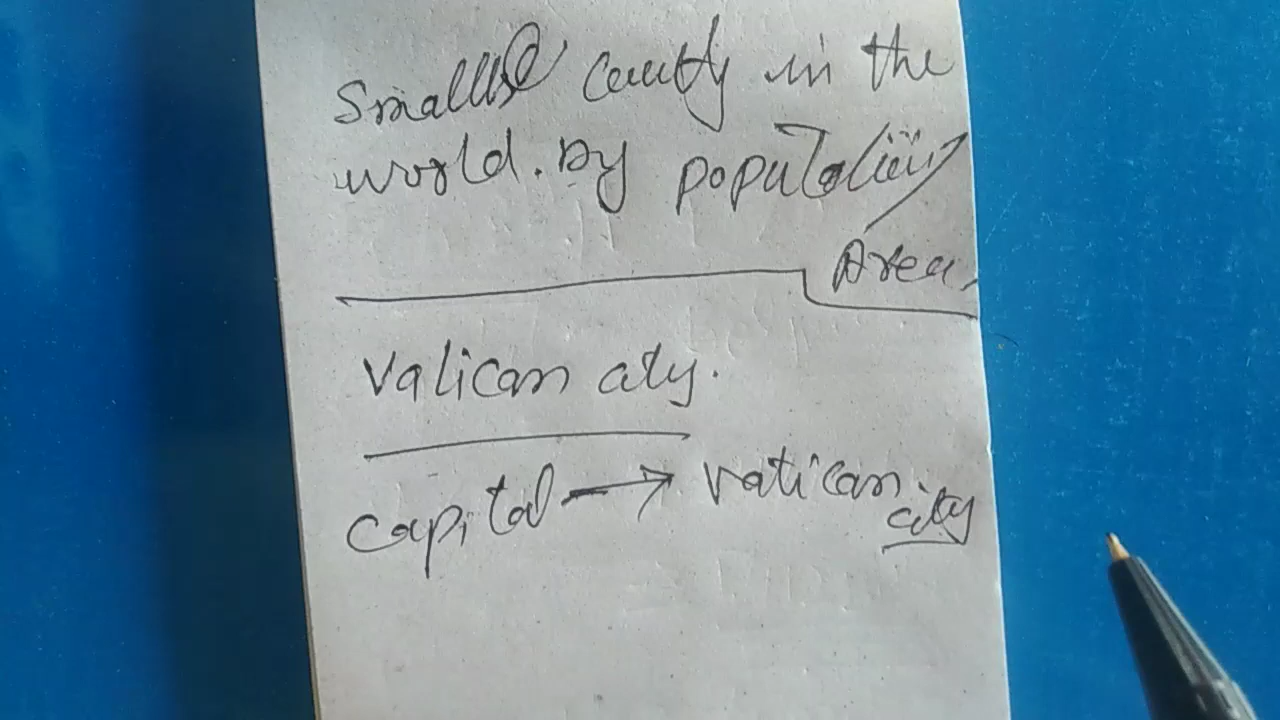 Smallest country in the
world. By population/
Area.
Vatican city.
Capital → Vatican
city